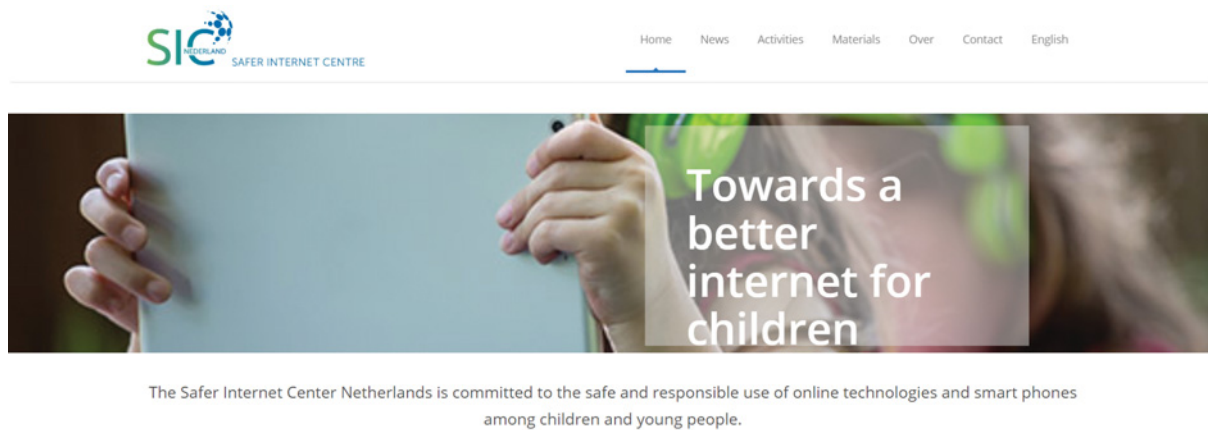 SIC
NEDERLAND
SAFER INTERNET CENTRE
Home News Activities Materials Over Contact English
Towards a
better
internet for
children
The Safer Internet Center Netherlands is committed to the safe and responsible use of online technologies and smart phones
among children and young people.